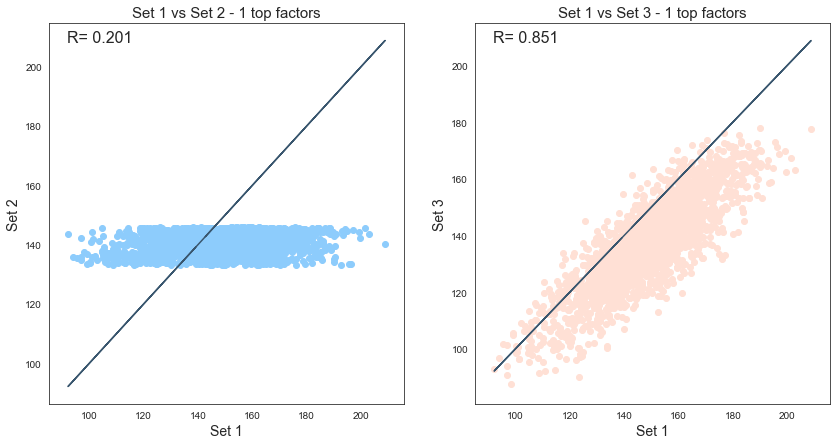 Set 1 vs Set 2 - 1 top factors
R= 0.201
200
180
160
140
120
100
Set 2
100 120 140 160 180 200
Set 1
Set 1 vs Set 3 - 1 top factors
R= 0.851
200
180
160
140
120
100
Set 3
100 120 140 160 180 200
Set 1